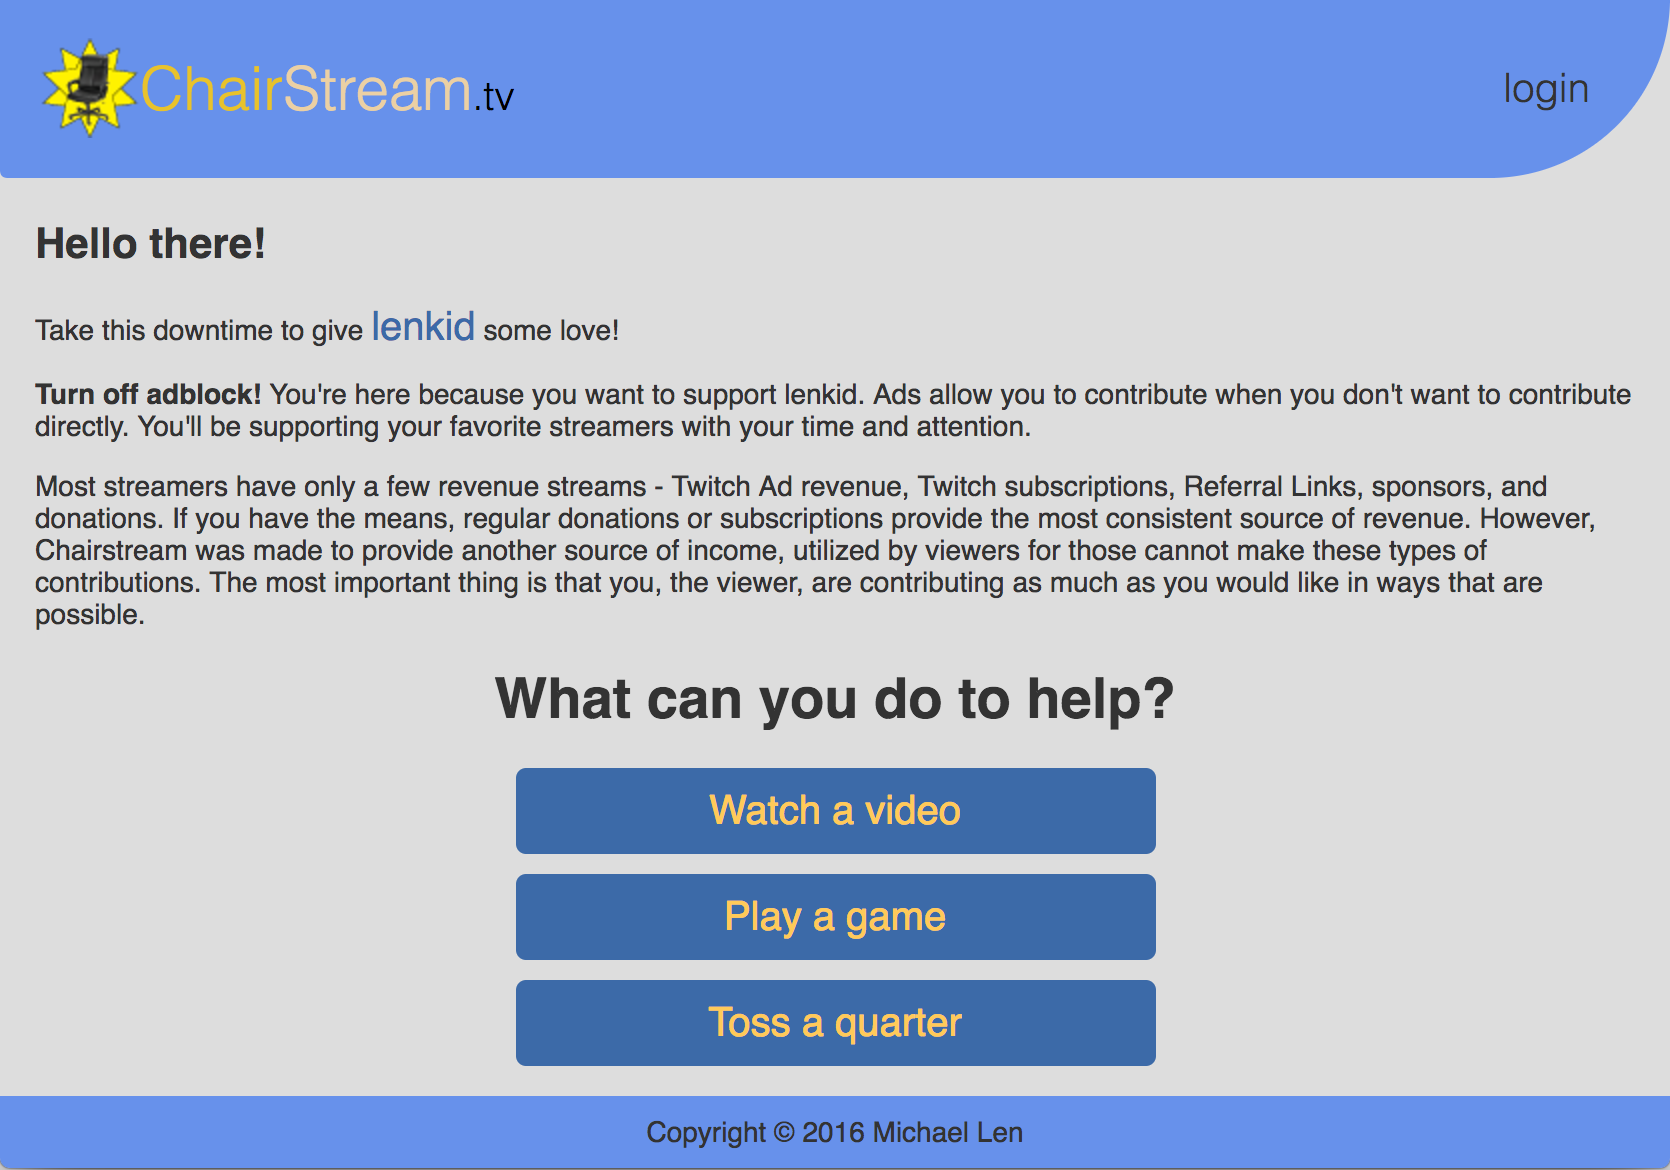 ChairStream.tv
login
Hello there!
Take this downtime to give lenkid some love!
Turn off adblock! You're here because you want to support lenkid. Ads allow you to contribute when you don't want to contribute
directly. You'll be supporting your favorite streamers with your time and attention.
Most streamers have only a few revenue streams - Twitch Ad revenue, Twitch subscriptions, Referral Links, sponsors, and
donations. If you have the means, regular donations or subscriptions provide the most consistent source of revenue. However,
Chairstream was made to provide another source of income, utilized by viewers for those cannot make these types of
contributions. The most important thing is that you, the viewer, are contributing as much as you would like in ways that are
possible.
What can you do to help?
Watch a video
Play a game
Toss a quarter
Copyright © 2016 Michael Len